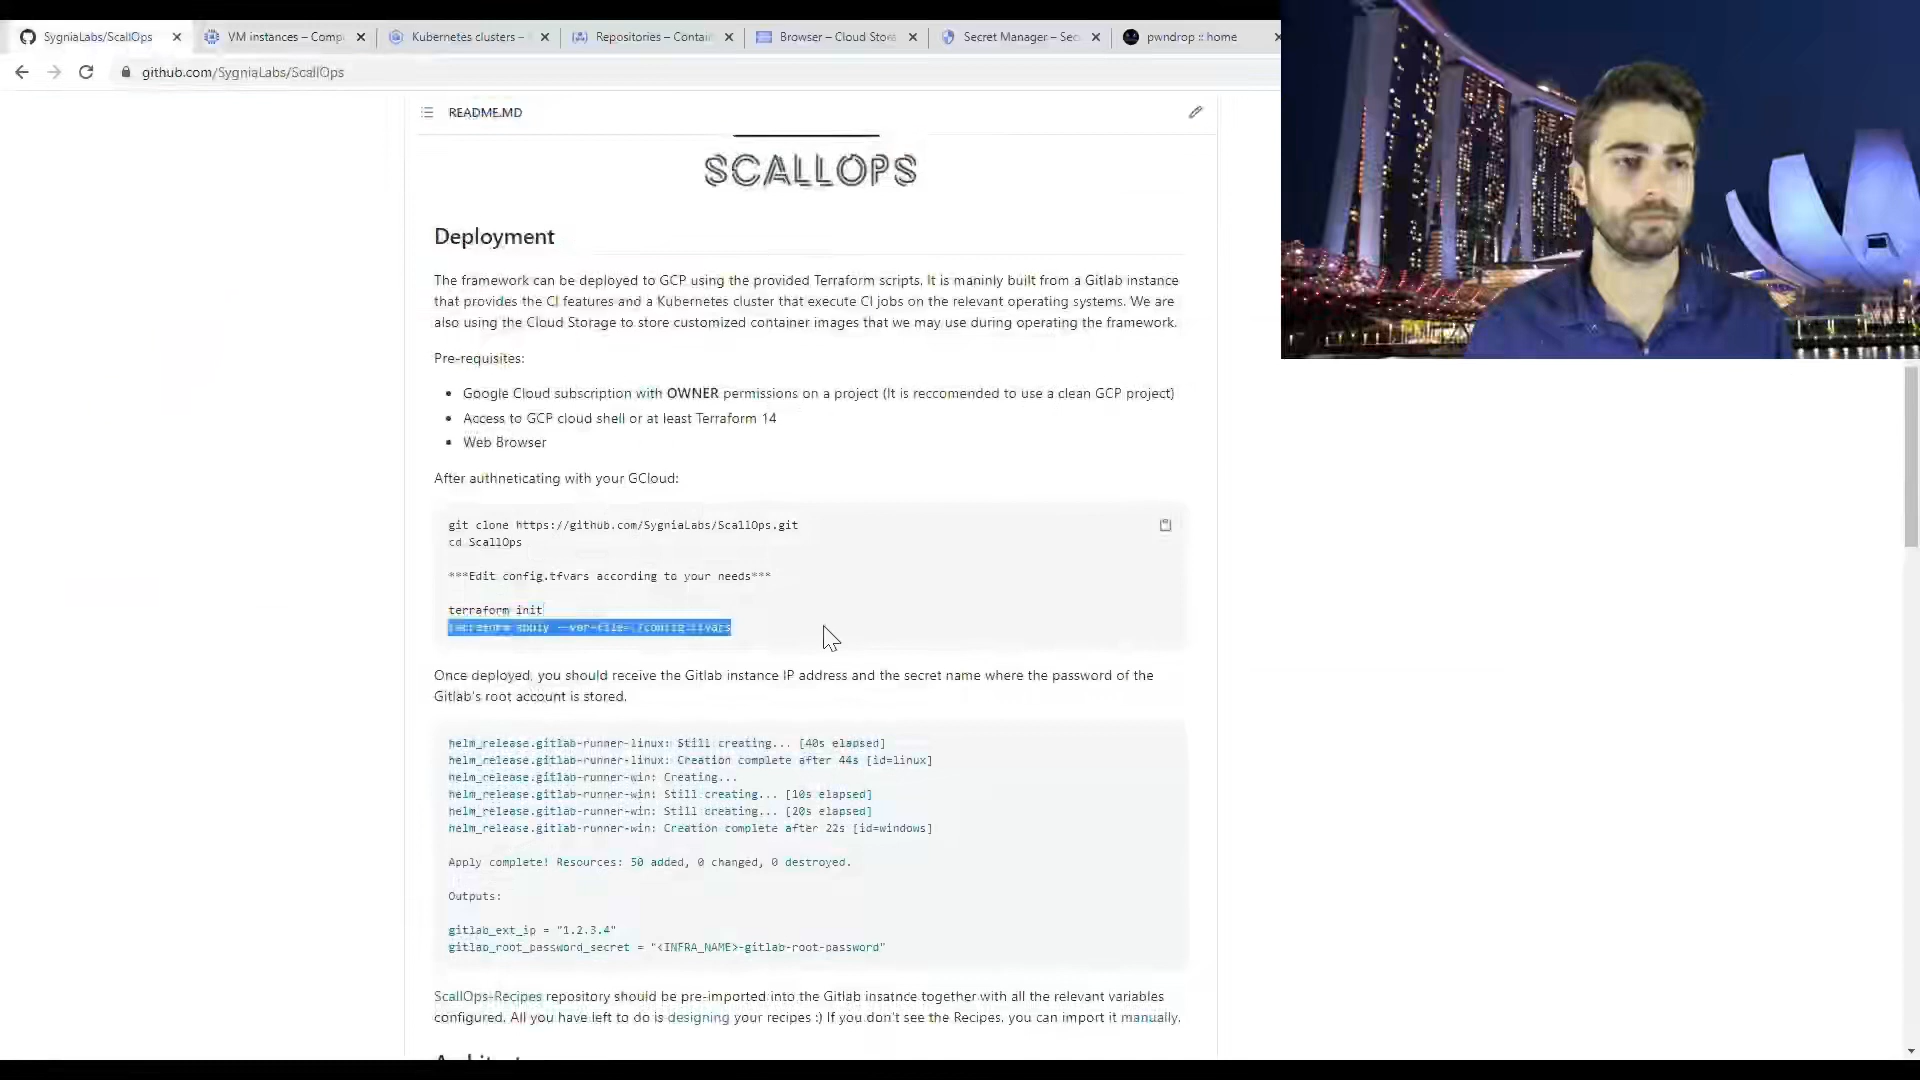 SygniaLabs/ScallOps
VM instances – Comp
Kubernetes clusters –
Repositories – Contai
Browser – Cloud Stora
Secret Manager – Sec
pwndrop :: home
github.com/SygniaLabs/ScallOps
README.MD
SCALLOPS
Deployment
The framework can be deployed to GCP using the provided Terraform scripts. It is maininly built from a Gitlab instance
that provides the CI features and a Kubernetes cluster that execute CI jobs on the relevant operating systems. We are
also using the Cloud Storage to store customized container images that we may use during operating the framework.
Pre-requisites:
Google Cloud subscription with OWNER permissions on a project (It is reccomended to use a clean GCP project)
Access to GCP cloud shell or at least Terraform 14
Web Browser
After authneticating with your GCloud:
git clone https://github.com/SygniaLabs/ScallOps.git
cd ScallOps
***Edit config.tfvars according to your needs***
terraform init
terraform apply --var-file=./config.tfvars
Once deployed, you should receive the Gitlab instance IP address and the secret name where the password of the
Gitlab's root account is stored.
helm_release.gitlab-runner-linux: Still creating... [40s elapsed]
helm_release.gitlab-runner-linux: Creation complete after 44s [id=linux]
helm_release.gitlab-runner-win: Creating...
helm_release.gitlab-runner-win: Still creating... [10s elapsed]
helm_release.gitlab-runner-win: Still creating... [20s elapsed]
helm_release.gitlab-runner-win: Creation complete after 22s [id=windows]
Apply complete! Resources: 50 added, 0 changed, 0 destroyed.
Outputs:
gitlab_ext_ip = "1.2.3.4"
gitlab_root_password_secret = "<INFRA_NAME>-gitlab-root-password"
ScallOps-Recipes repository should be pre-imported into the Gitlab insatnce together with all the relevant variables
configured. All you have left to do is designing your recipes :) If you don't see the Recipes, you can import it manually.